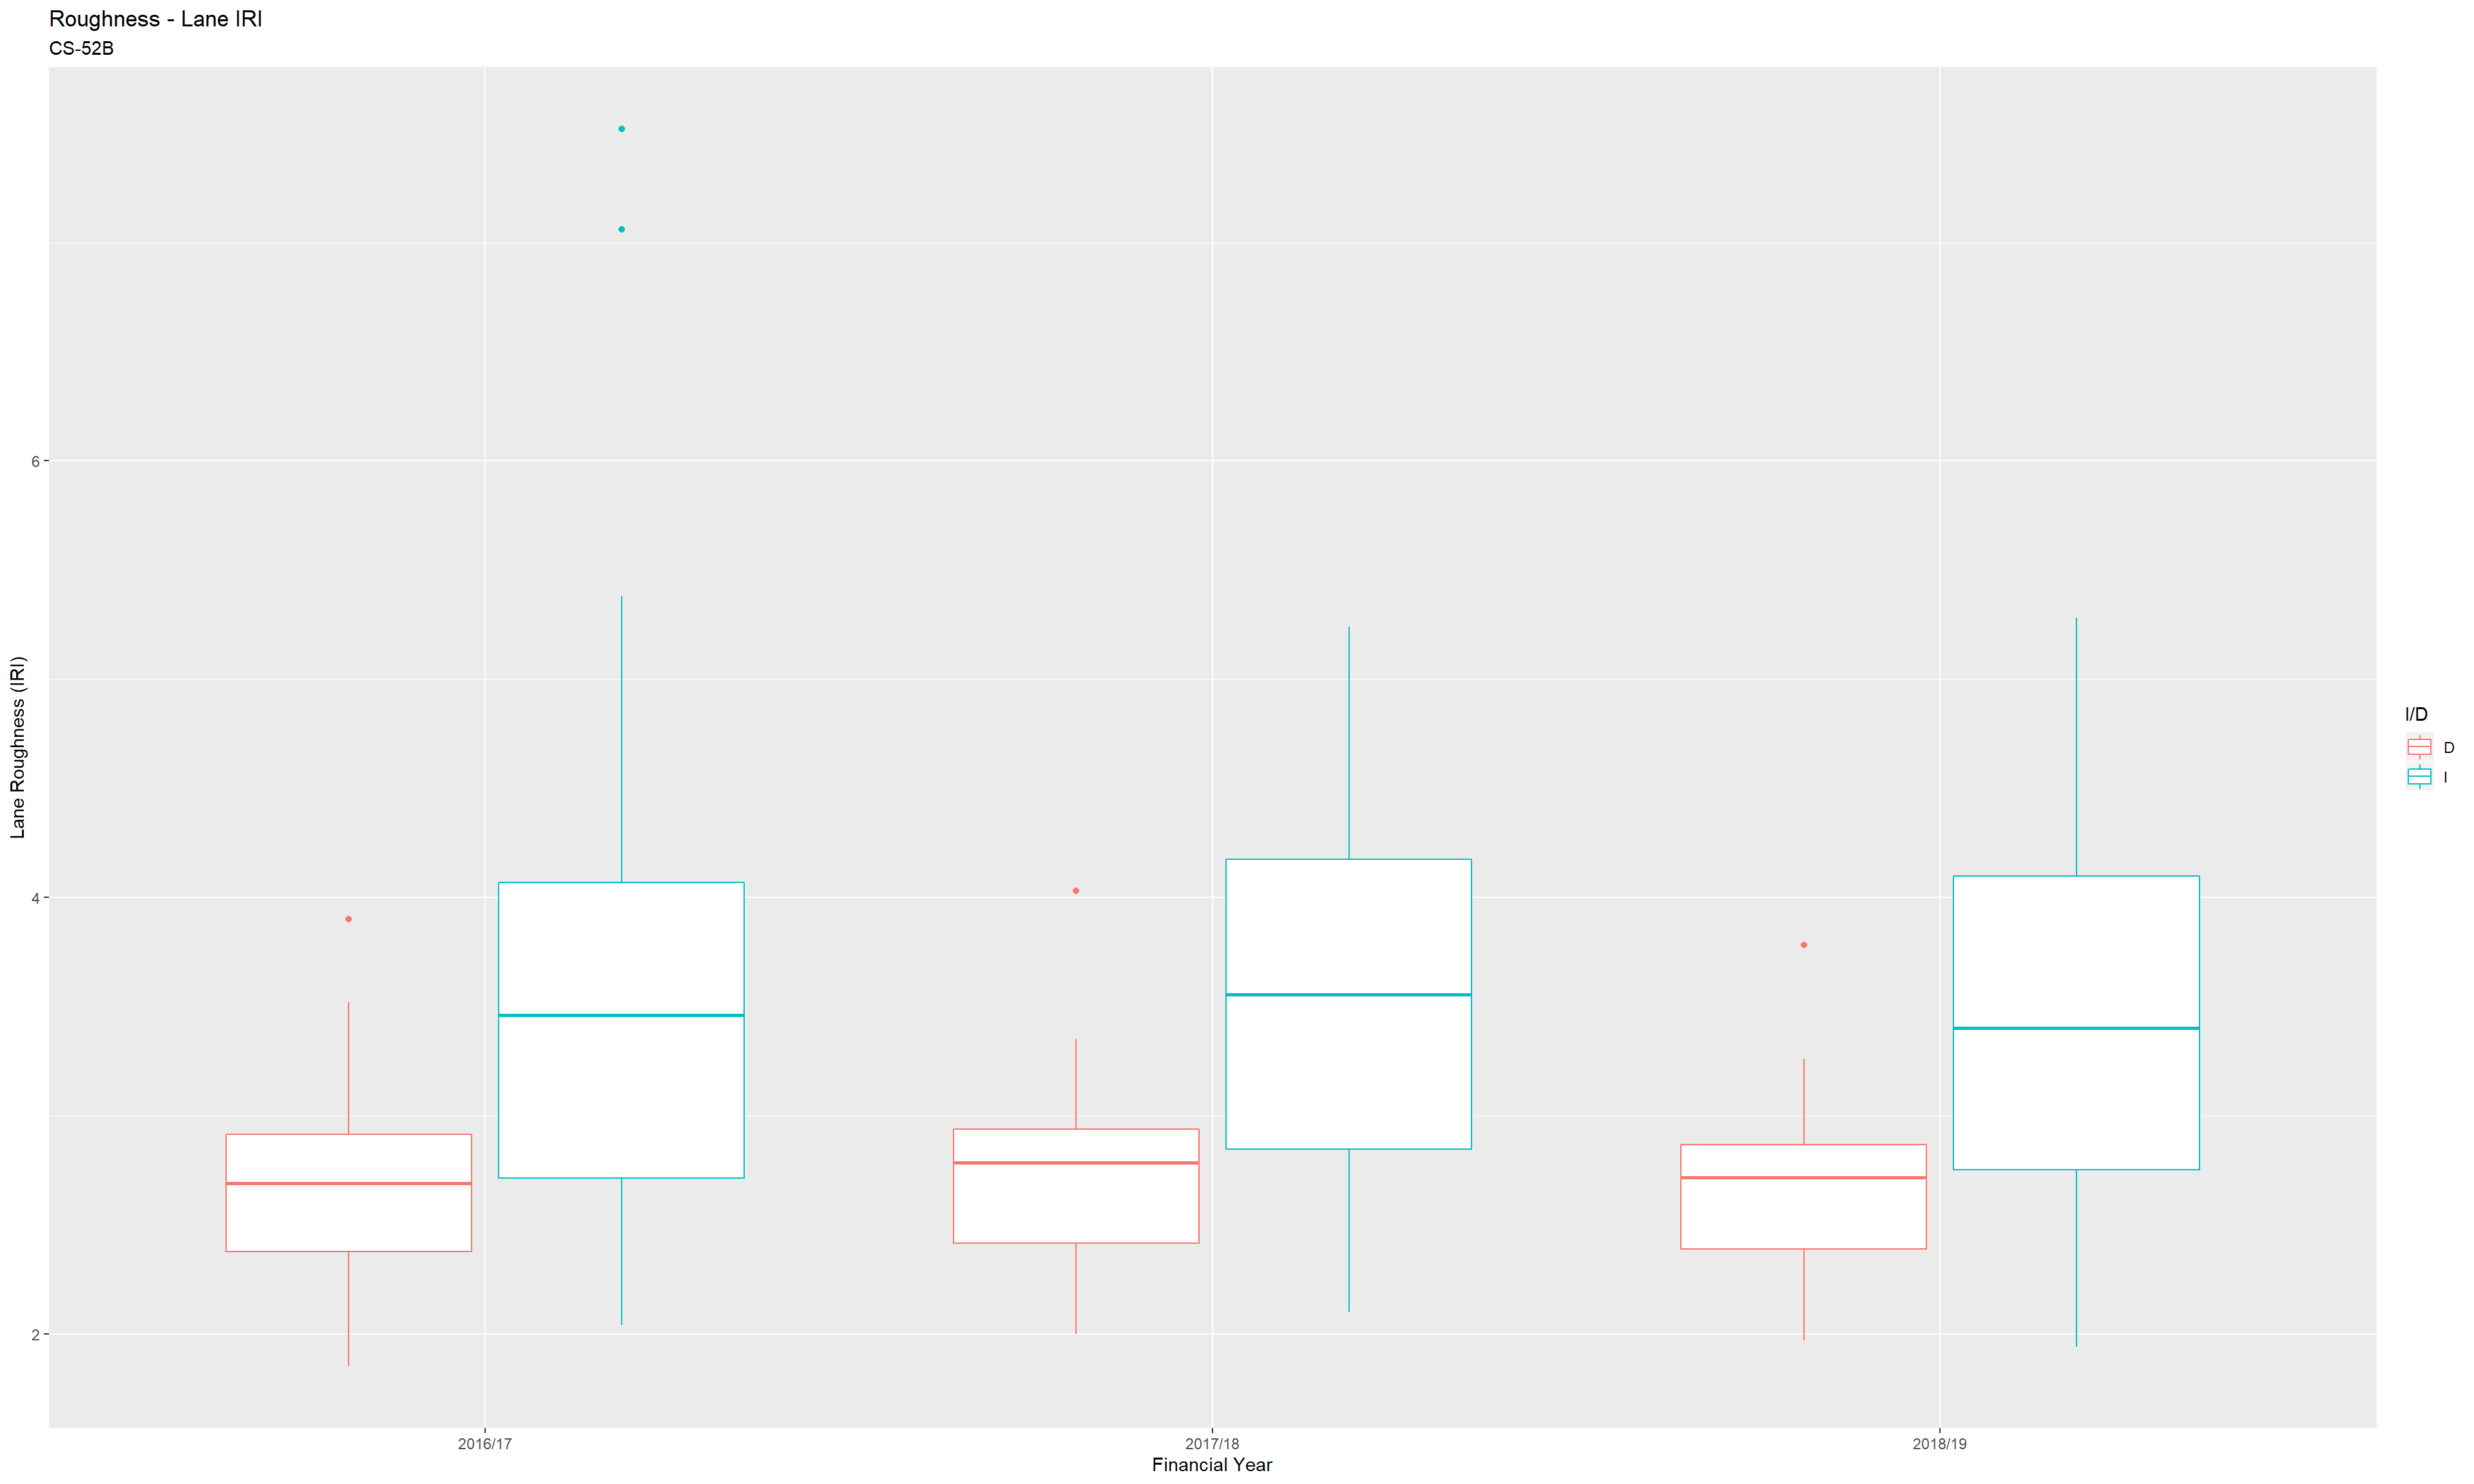 Roughness - Lane IRI
CS-52B
Lane Roughness (IRI)
6
4
2
2016/17
2017/18
2018/19
Financial Year
I/D
D
I